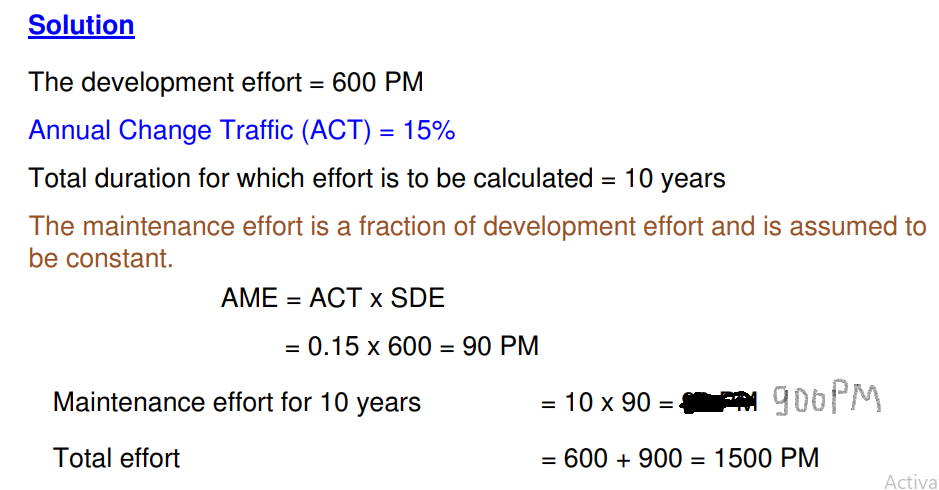 Solution
The development effort = 600 PM
Annual Change Traffic (ACT) = 15%
Total duration for which effort is to be calculated = 10 years
The maintenance effort is a fraction of development effort and is assumed to
be constant.
AME = ACT x SDE
= 0.15 x 600 = 90 PM
Maintenance effort for 10 years = 10 x 90 = 900PM
Total effort = 600 + 900 = 1500 PM
Activa